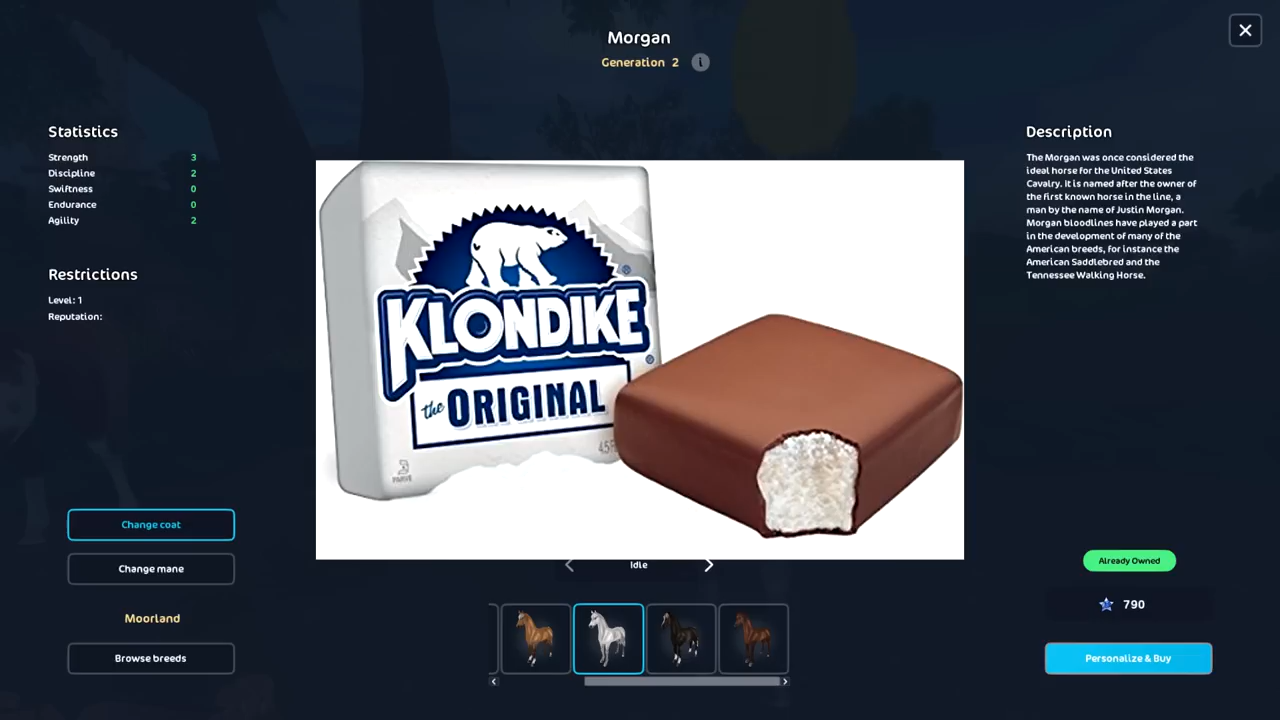 Morgan
Generation 2
i
Statistics
Strength 3
Discipline 2
Swiftness 0
Endurance 0
Agility 2
Restrictions
Level: 1
Reputation:
KLONDIKE
the ORIGINAL
4.5 F
PARVE
Description
The Morgan was once considered the
ideal horse for the United States
Cavalry. It is named after the owner of
the first known horse in the line, a
man by the name of Justin Morgan.
Morgan bloodlines have played a part
in the development of many of the
American breeds, for instance the
American Saddlebred and the
Tennessee Walking Horse.
Change coat
Change mane
Moorland
Browse breeds
Idle
Already Owned
790
Personalize & Buy